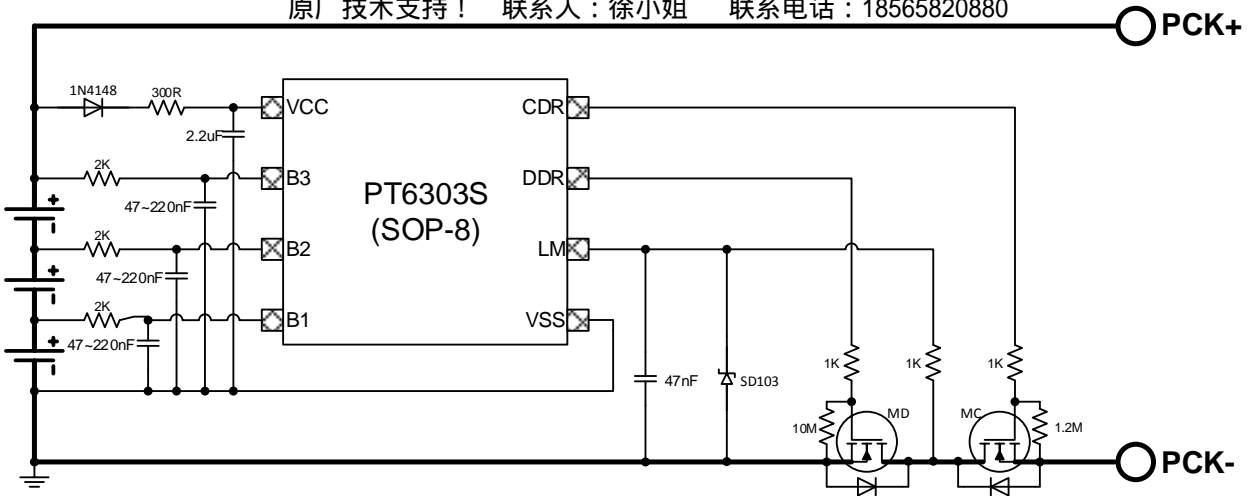 原厂技术支持！ 联系人：徐小姐 联系电话：18565820880
PCK+
1N4148
300R
VCC
CDR
2.2uF
2K
B3
DDR
PT6303S
(SOP-8)
47~220nF
2K
B2
LM
47~220nF
2K
B1
VSS
47~220nF
47nF
SD103
1K
1K
1K
10M
MD
MC
1.2M
PCK-